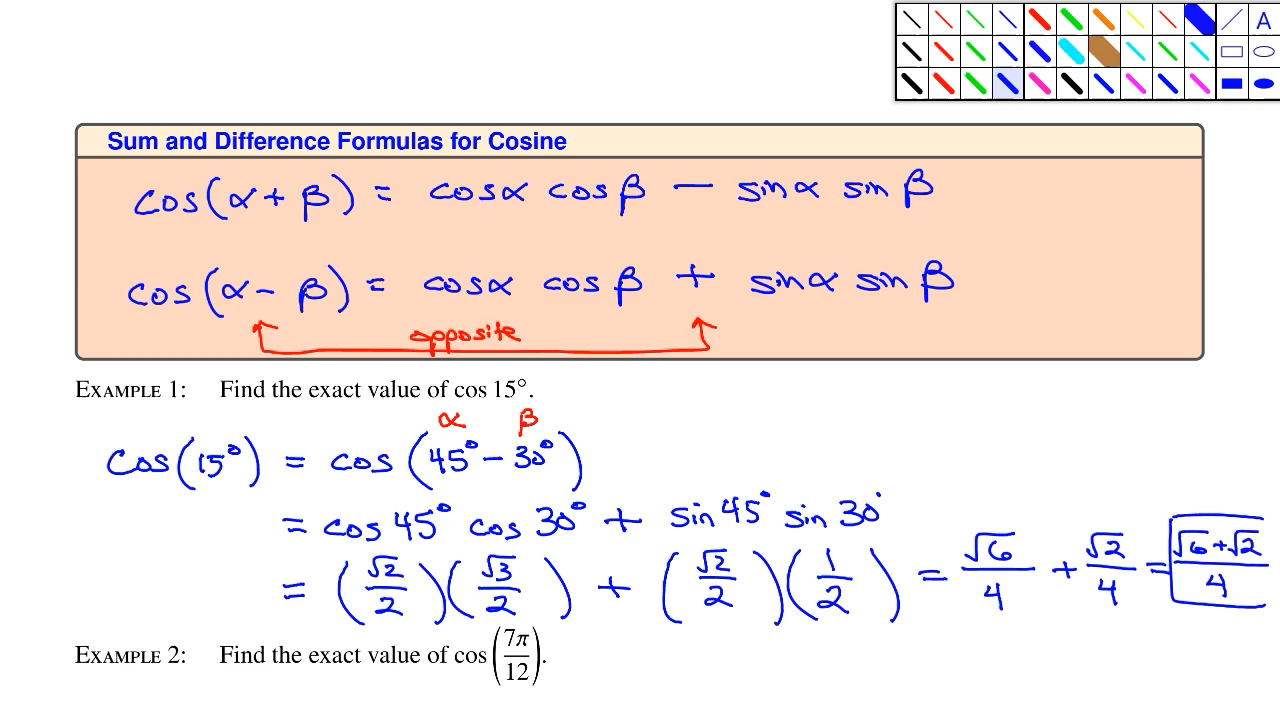 A
Sum and Difference Formulas for Cosine
cos(α + β) = cosα cosβ − sinα sin β
cos(α − β) = cosα cos β + sinα sin β
opposite
EXAMPLE 1: Find the exact value of cos 15°.
α β
cos(15°) = cos(45° − 30°)
= cos 45° cos 30° + sin 45° sin 30°
= (√2/2)(√3/2) + (√2/2)(1/2) = √6/4 + √2/4 = √6+√2/4
EXAMPLE 2: Find the exact value of cos(7π/12).